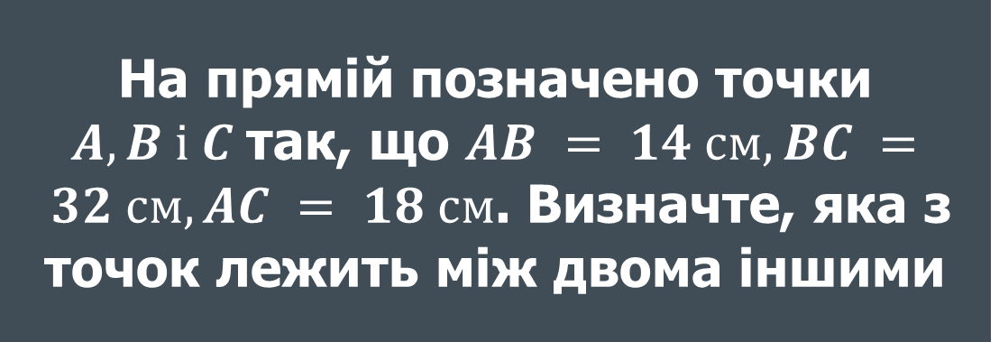 На прямій позначено точки
A, B і C так, що AB = 14 см, BC =
32 см, AC = 18 см. Визначте, яка з
точок лежить між двома іншими